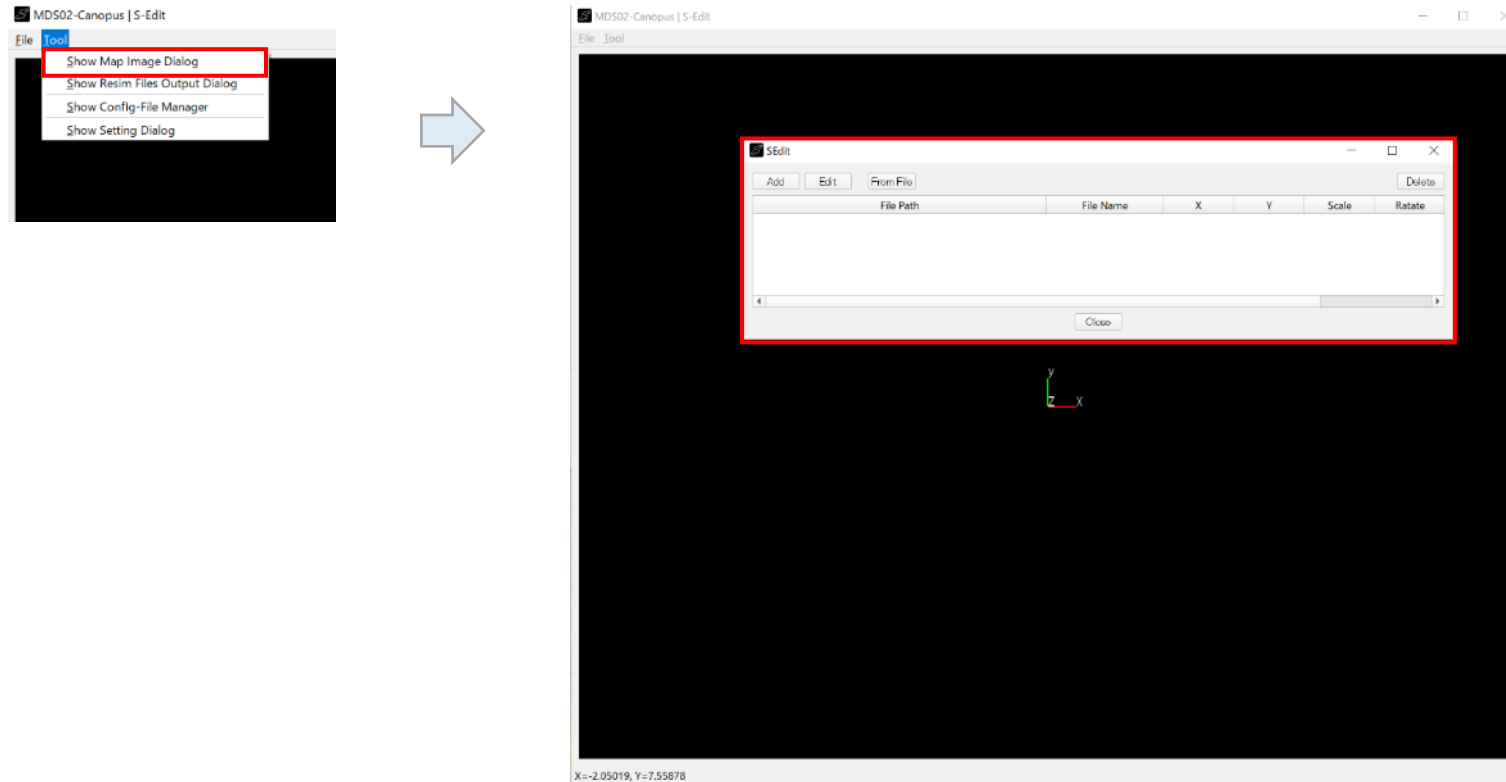 MDS02-Canopus | S-Edit
File Tool
Show Map Image Dialog
Show Resim Files Output Dialog
Show Config-File Manager
Show Setting Dialog
MDS02-Canopus | S-Edit
File Tool
SEdit
Add Edit From File Delete
File Path File Name X Y Scale Ratate
Close
y
Z X
X=-2.05019, Y=7.55878